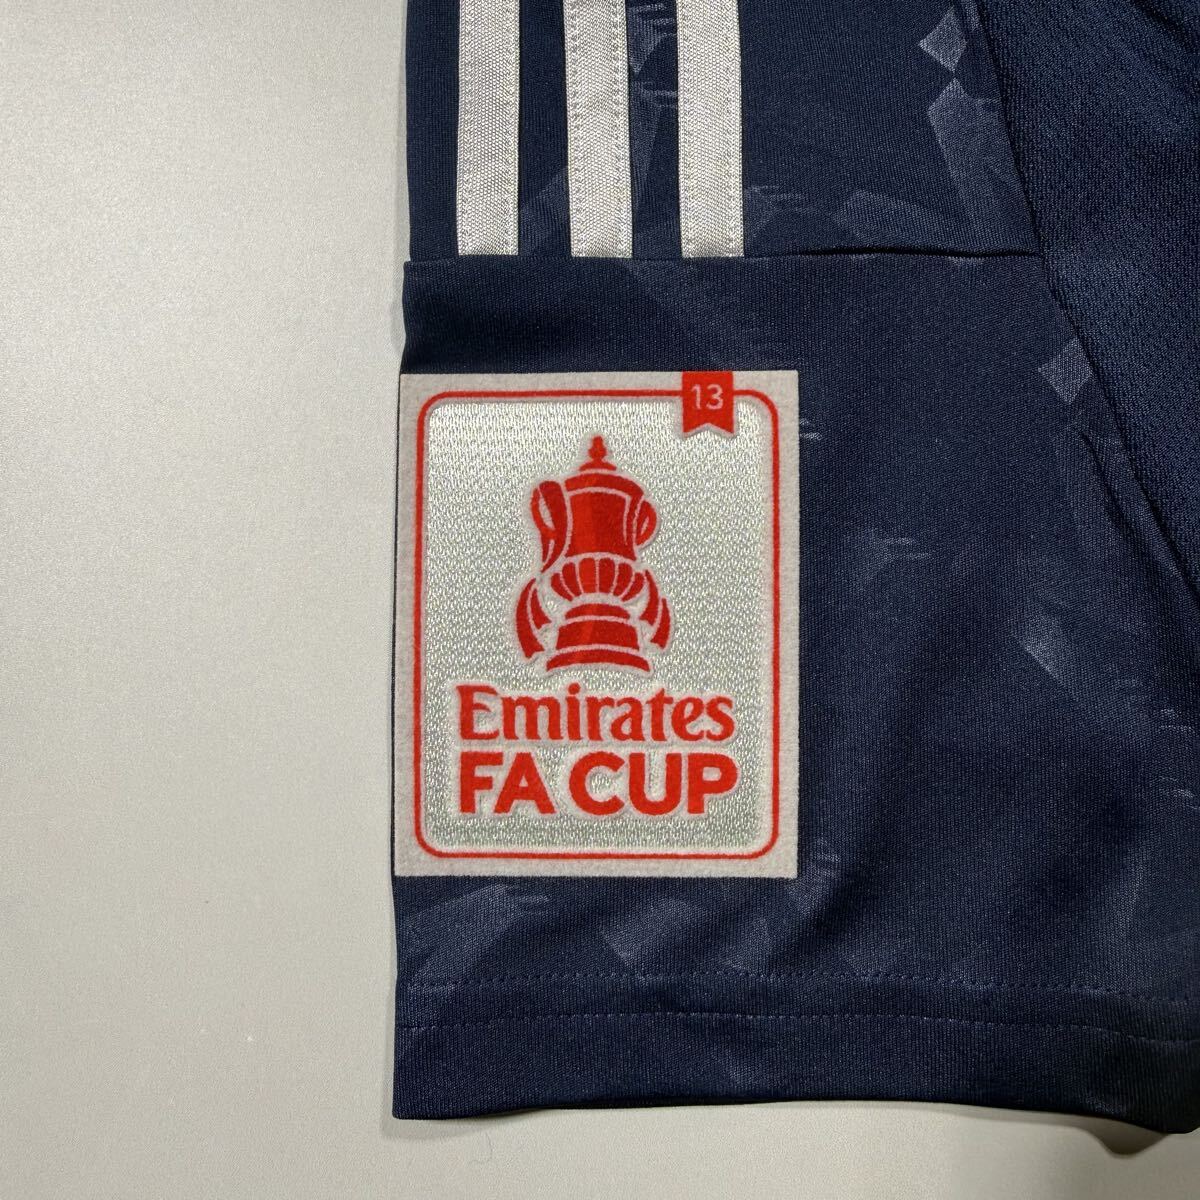 13
Emirates
FA CUP